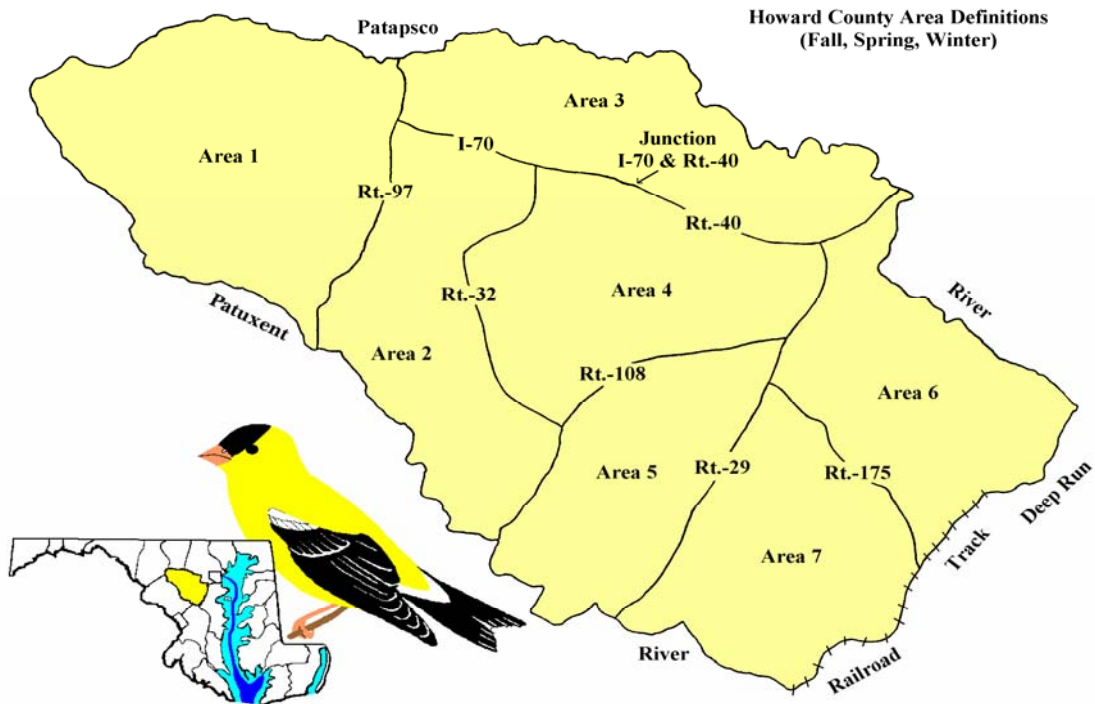 Howard County Area Definitions
(Fall, Spring, Winter)
Patapsco
Area 3
Junction
I-70 & Rt.-40
I-70
Area 1
Rt.-97
Rt.-40
Area 4
Rt.-32
River
Patuxent
Area 2
Rt.-108
Area 6
Area 5
Rt.-29
Rt.-175
Deep Run
Track
Area 7
River
Railroad